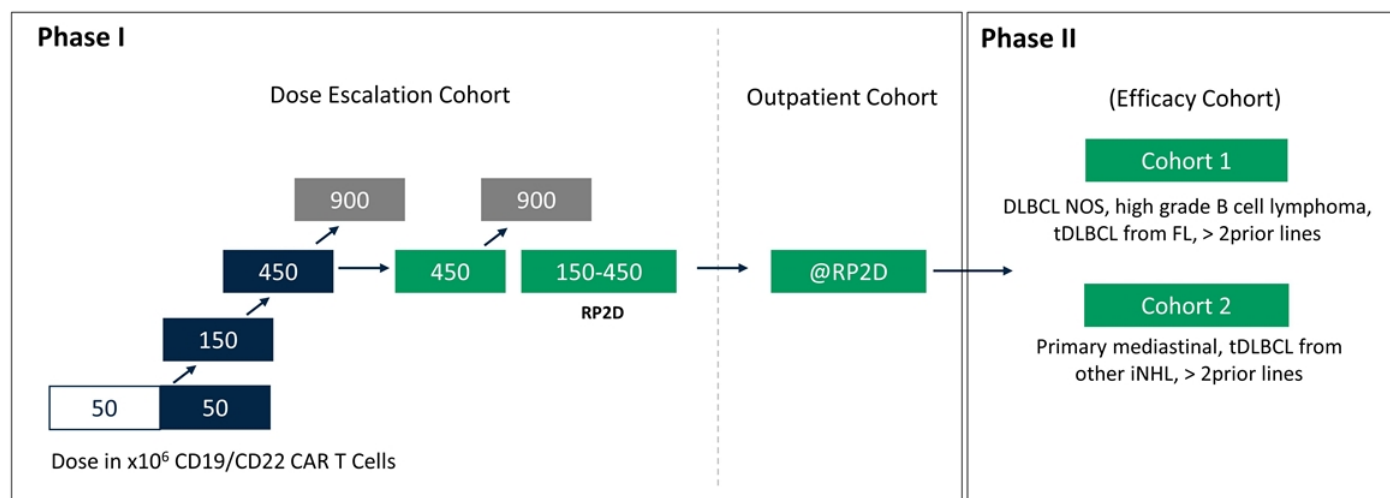 Phase I
Dose Escalation Cohort
Outpatient Cohort
900
900
450
450
150-450
@RP2D
RP2D
150
50
50
Dose in x10⁶ CD19/CD22 CAR T Cells
Phase II
(Efficacy Cohort)
Cohort 1
DLBCL NOS, high grade B cell lymphoma,
tDLBCL from FL, > 2prior lines
Cohort 2
Primary mediastinal, tDLBCL from
other iNHL, > 2prior lines